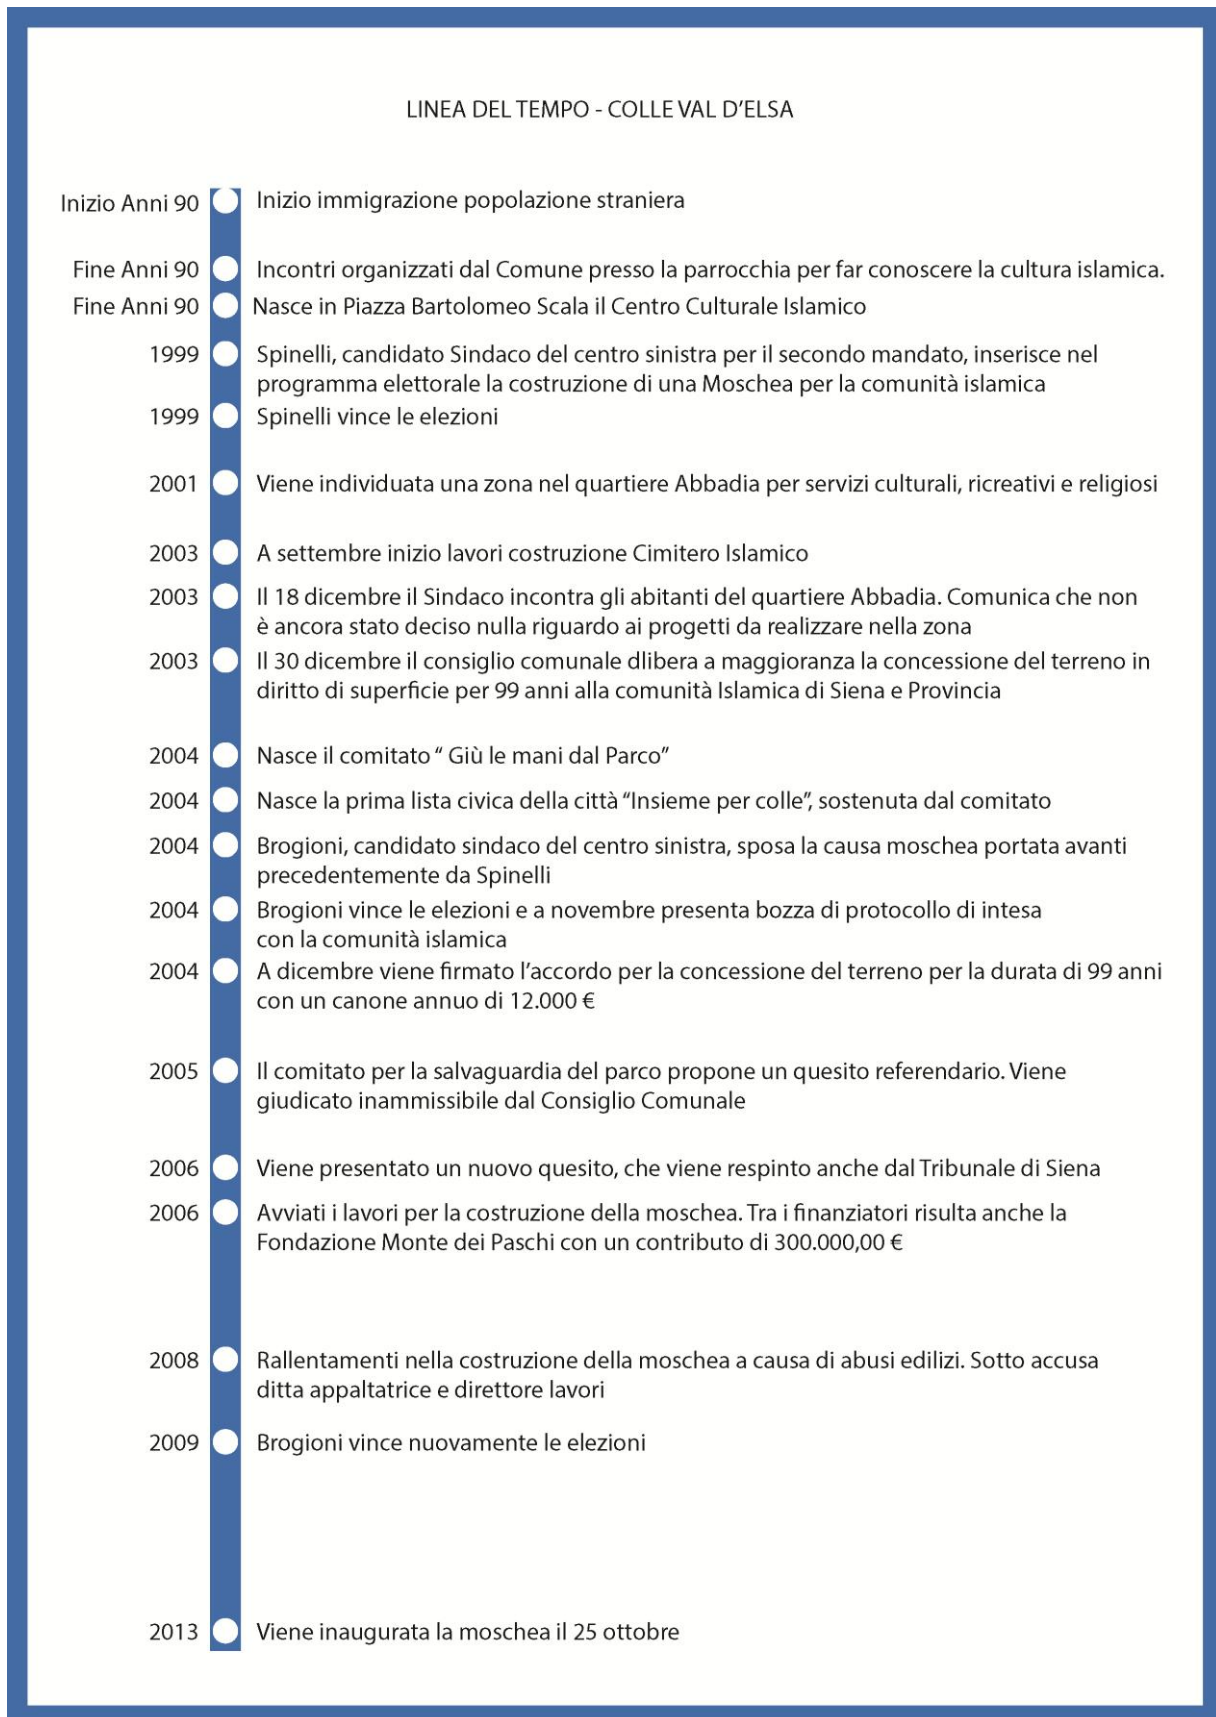 LINEA DEL TEMPO - COLLE VAL D'ELSA
Inizio Anni 90 Inizio immigrazione popolazione straniera
Fine Anni 90 Incontri organizzati dal Comune presso la parrocchia per far conoscere la cultura islamica.
Fine Anni 90 Nasce in Piazza Bartolomeo Scala il Centro Culturale Islamico
1999 Spinelli, candidato Sindaco del centro sinistra per il secondo mandato, inserisce nel
programma elettorale la costruzione di una Moschea per la comunità islamica
1999 Spinelli vince le elezioni
2001 Viene individuata una zona nel quartiere Abbadia per servizi culturali, ricreativi e religiosi
2003 A settembre inizio lavori costruzione Cimitero Islamico
2003 Il 18 dicembre il Sindaco incontra gli abitanti del quartiere Abbadia. Comunica che non
è ancora stato deciso nulla riguardo ai progetti da realizzare nella zona
2003 Il 30 dicembre il consiglio comunale dlibera a maggioranza la concessione del terreno in
diritto di superficie per 99 anni alla comunità Islamica di Siena e Provincia
2004 Nasce il comitato “ Giù le mani dal Parco”
2004 Nasce la prima lista civica della città “Insieme per colle”, sostenuta dal comitato
2004 Brogioni, candidato sindaco del centro sinistra, sposa la causa moschea portata avanti
precedentemente da Spinelli
2004 Brogioni vince le elezioni e a novembre presenta bozza di protocollo di intesa
con la comunità islamica
2004 A dicembre viene firmato l’accordo per la concessione del terreno per la durata di 99 anni
con un canone annuo di 12.000 €
2005 Il comitato per la salvaguardia del parco propone un quesito referendario. Viene
giudicato inammissibile dal Consiglio Comunale
2006 Viene presentato un nuovo quesito, che viene respinto anche dal Tribunale di Siena
2006 Avviati i lavori per la costruzione della moschea. Tra i finanziatori risulta anche la
Fondazione Monte dei Paschi con un contributo di 300.000,00 €
2008 Rallentamenti nella costruzione della moschea a causa di abusi edilizi. Sotto accusa
ditta appaltatrice e direttore lavori
2009 Brogioni vince nuovamente le elezioni
2013 Viene inaugurata la moschea il 25 ottobre